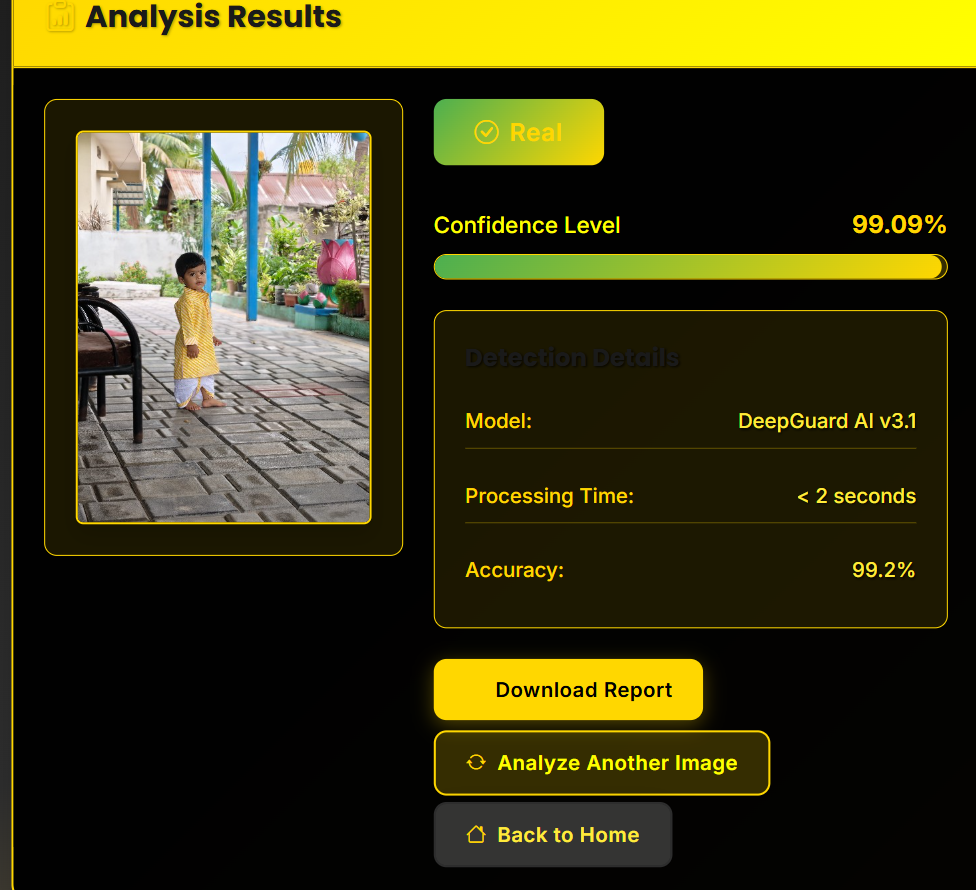 Analysis Results
Real
Confidence Level 99.09%
Detection Details
Model: DeepGuard AI v3.1
Processing Time: < 2 seconds
Accuracy: 99.2%
Download Report
Analyze Another Image
Back to Home